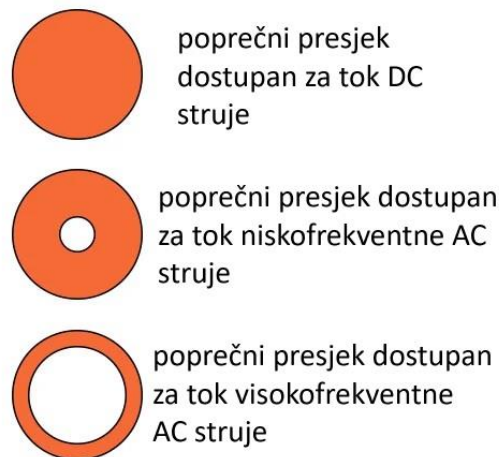 poprečni presjek
dostupan za tok DC
struje
poprečni presjek dostupan
za tok niskofrekventne AC
struje
poprečni presjek dostupan
za tok visokofrekventne
AC struje